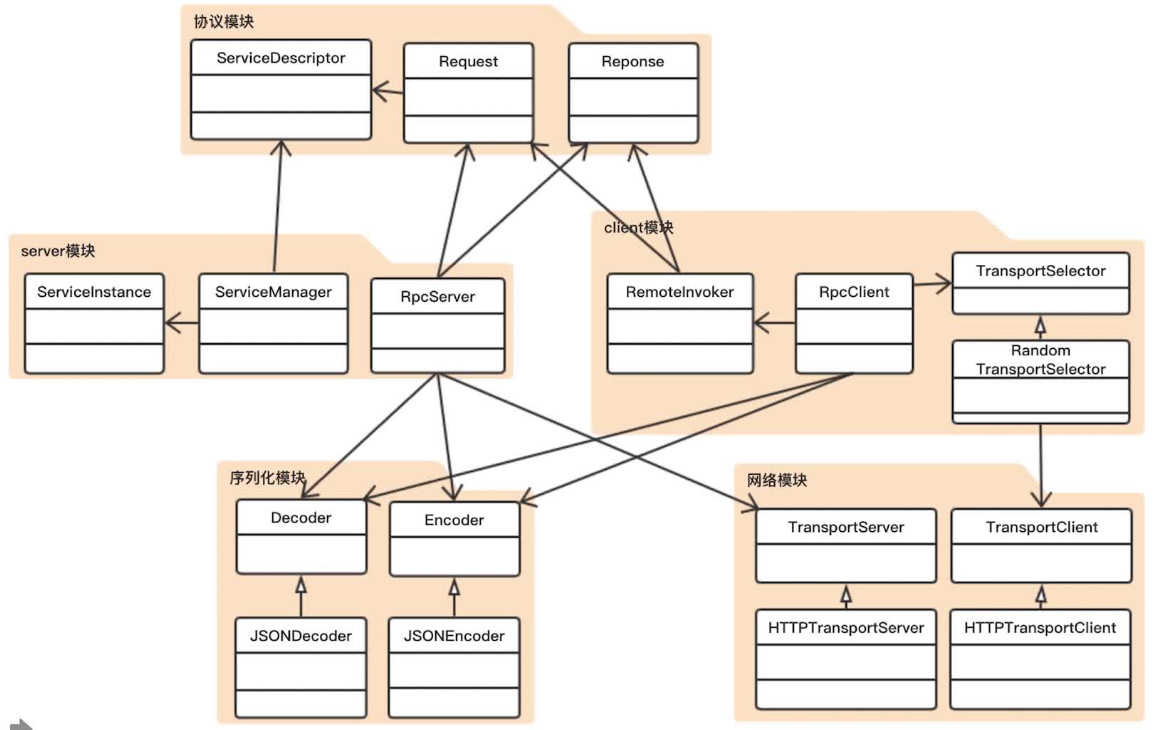 协议模块
ServiceDescriptor
Request
Reponse
server模块
ServiceInstance
ServiceManager
RpcServer
client模块
RemoteInvoker
RpcClient
TransportSelector
Random
TransportSelector
序列化模块
Decoder
Encoder
JSONDecoder
JSONEncoder
网络模块
TransportServer
TransportClient
HTTPTransportServer
HTTPTransportClient